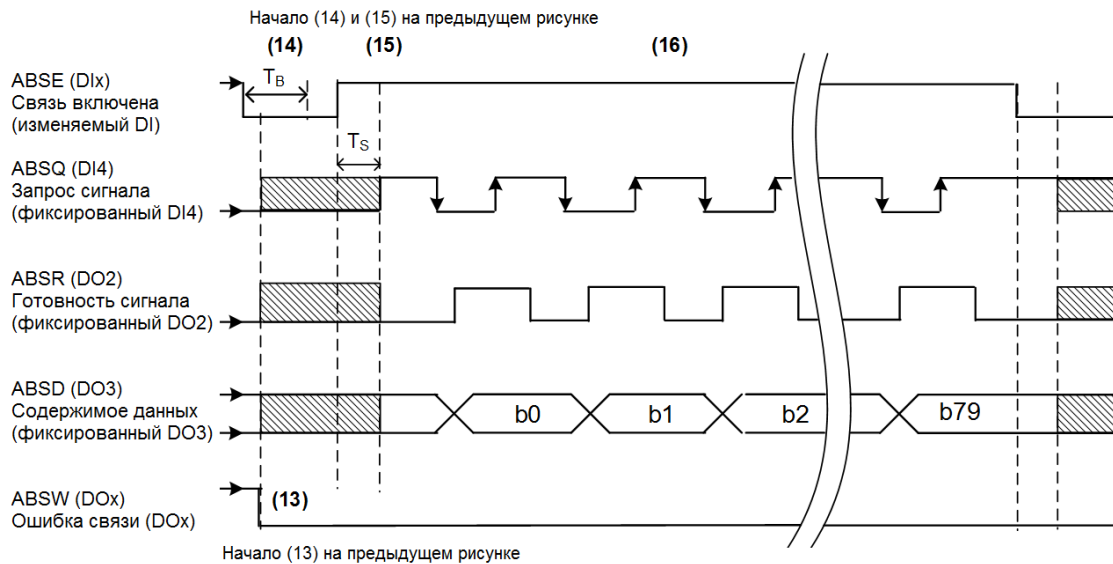 Начало (14) и (15) на предыдущем рисунке
(14) (15) (16)
ABSE (DIx)
Связь включена
(изменяемый DI)
TB
TS
ABSQ (DI4)
Запрос сигнала
(фиксированный DI4)
ABSR (DO2)
Готовность сигнала
(фиксированный DO2)
ABSD (DO3)
Содержимое данных
(фиксированный DO3)
b0 b1 b2 b79
ABSW (DOx)
Ошибка связи (DOx)
(13)
Начало (13) на предыдущем рисунке